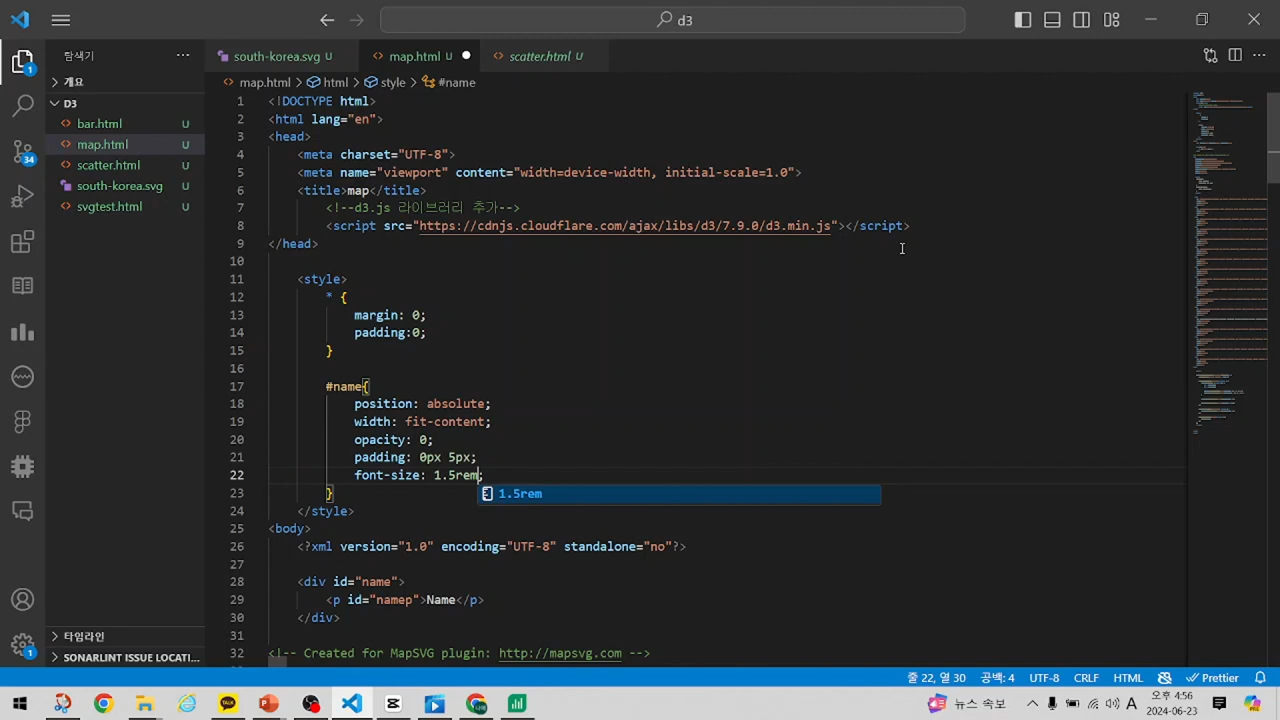 d3
탐색기
south-korea.svg U
map.html U
scatter.html U
개요
map.html html style #name
D3
bar.html U
map.html U
scatter.html U
south-korea.svg U
svgtest.html U
1
34
1
1 <!DOCTYPE html>
2 <html lang="en">
3 <head>
4 <meta charset="UTF-8">
5 <meta name="viewport" content="width=device-width, initial-scale=1.0">
6 <title>map</title>
7 <!--d3.js 라이브러리 추가-->
8 <script src="https://cdnjs.cloudflare.com/ajax/libs/d3/7.9.0/d3.min.js"></script>
9 </head>
10
11 <style>
12 * {
13 margin: 0;
14 padding:0;
15 }
16
17 #name{
18 position: absolute;
19 width: fit-content;
20 opacity: 0;
21 padding: 0px 5px;
22 font-size: 1.5rem;
1.5rem
23 }
24 </style>
25 <body>
26 <?xml version="1.0" encoding="UTF-8" standalone="no"?>
27
28 <div id="name">
29 <p id="namep">Name</p>
30 </div>
31
32 <!-- Created for MapSVG plugin: http://mapsvg.com -->
타임라인
SONARLINT ISSUE LOCATI...
줄 22, 열 30 공백: 4 UTF-8 CRLF HTML Prettier
TALK
뉴스 속보
A
오후 4:56
2024-06-23